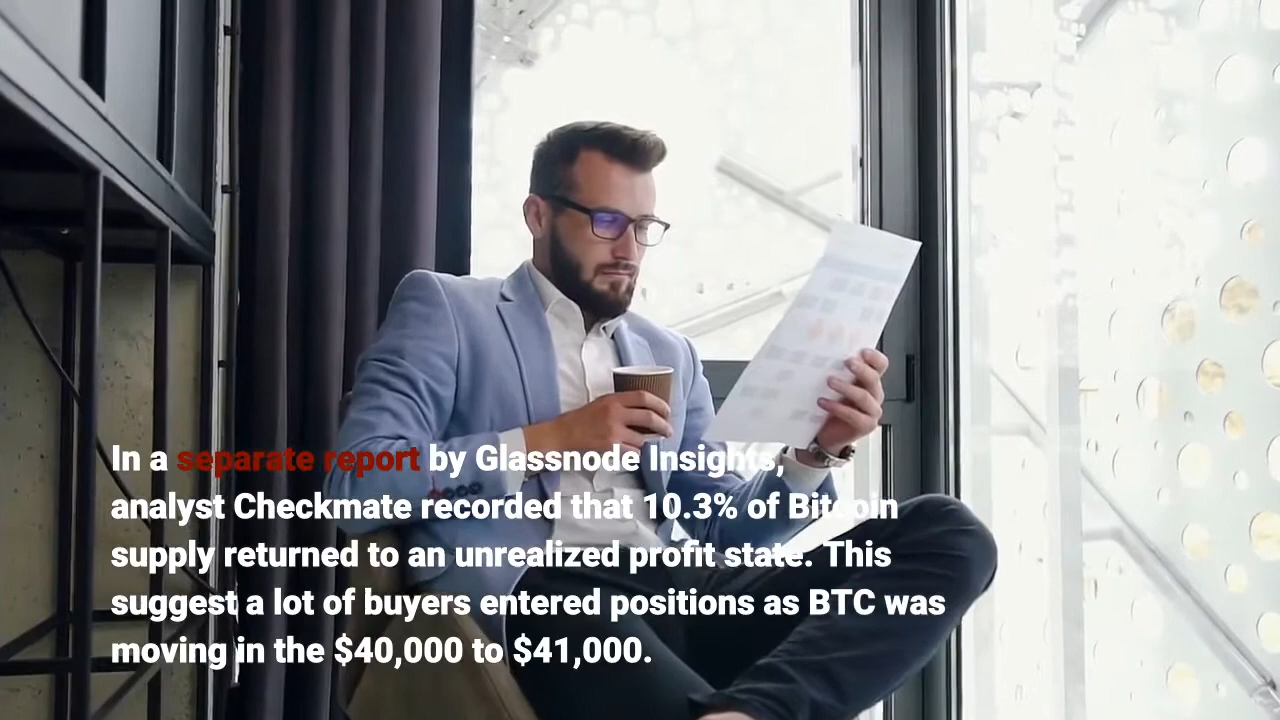 In a separate report by Glassnode Insights,
analyst Checkmate recorded that 10.3% of Bitcoin
supply returned to an unrealized profit state. This
suggest a lot of buyers entered positions as BTC was
moving in the $40,000 to $41,000.